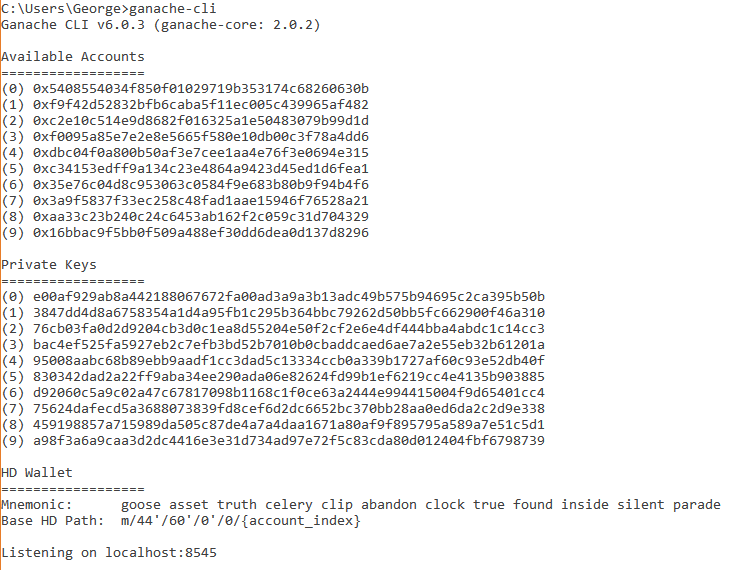 C:\Users\George>ganache-cli
Ganache CLI v6.0.3 (ganache-core: 2.0.2)
Available Accounts
==================
(0) 0x5408554034f850f01029719b353174c68260630b
(1) 0xf9f42d52832bfb6caba5f11ec005c439965af482
(2) 0xc2e10c514e9d8682f016325a1e50483079b99d1d
(3) 0xf0095a85e7e2e8e5665f580e10db00c3f78a4dd6
(4) 0xdbc04f0a800b50af3e7cee1aa4e76f3e0694e315
(5) 0xc34153edff9a134c23e4864a9423d45ed1d6fea1
(6) 0x35e76c04d8c953063c0584f9e683b80b9f94b4f6
(7) 0x3a9f5837f33ec258c48fad1aae15946f76528a21
(8) 0xaa33c23b240c24c6453ab162f2c059c31d704329
(9) 0x16bbac9f5bb0f509a488ef30dd6dea0d137d8296
Private Keys
==================
(0) e00af929ab8a442188067672fa00ad3a9a3b13adc49b575b94695c2ca395b50b
(1) 3847dd4d8a6758354a1d4a95fb1c295b364bbc79262d50bb5fc662900f46a310
(2) 76cb03fa0d2d9204cb3d0c1ea8d55204e50f2cf2e6e4df444bba4abdc1c14cc3
(3) bac4ef525fa5927eb2c7efb3bd52b7010b0cbaddcaed6ae7a2e55eb32b61201a
(4) 95008aabc68b89ebb9aadf1cc3dad5c13334ccb0a339b1727af60c93e52db40f
(5) 830342dad2a22ff9aba34ee290ada06e82624fd99b1ef6219cc4e4135b903885
(6) d92060c5a9c02a47c67817098b1168c1f0ce63a2444e994415004f9d65401cc4
(7) 75624dafecd5a3688073839fd8cef6d2dc6652bc370bb28aa0ed6da2c2d9e338
(8) 459198857a715989da505c87de4a7a4daa1671a80af9f895795a589a7e51c5d1
(9) a98f3a6a9caa3d2dc4416e3e31d734ad97e72f5c83cda80d012404fbf6798739
HD Wallet
==================
Mnemonic:      goose asset truth celery clip abandon clock true found inside silent parade
Base HD Path:  m/44'/60'/0'/0/{account_index}
Listening on localhost:8545